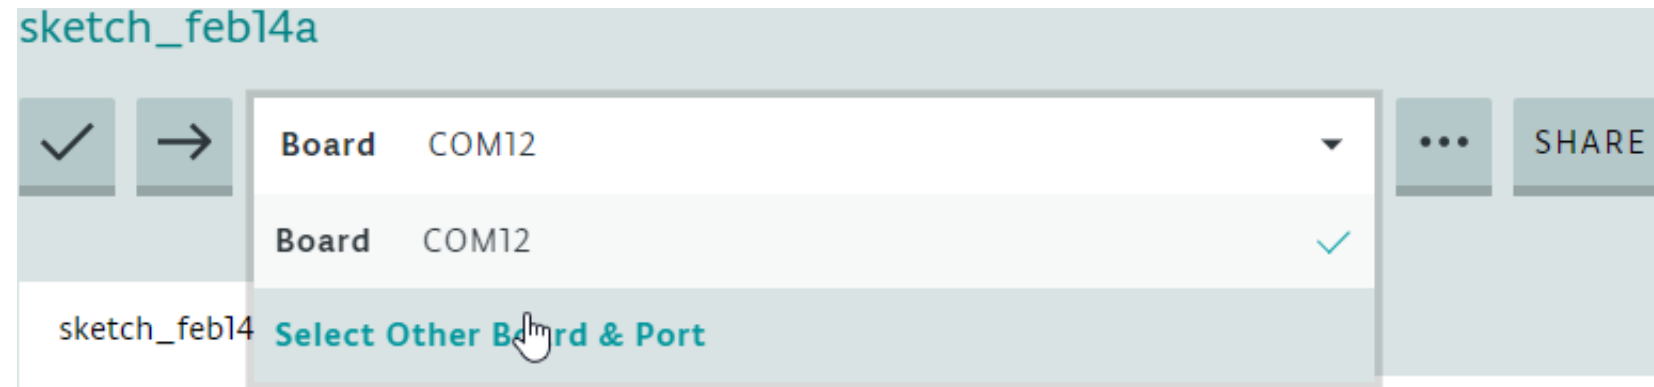 sketch_feb14a
Board COM12
SHARE
Board COM12
sketch_feb14
Select Other Board & Port